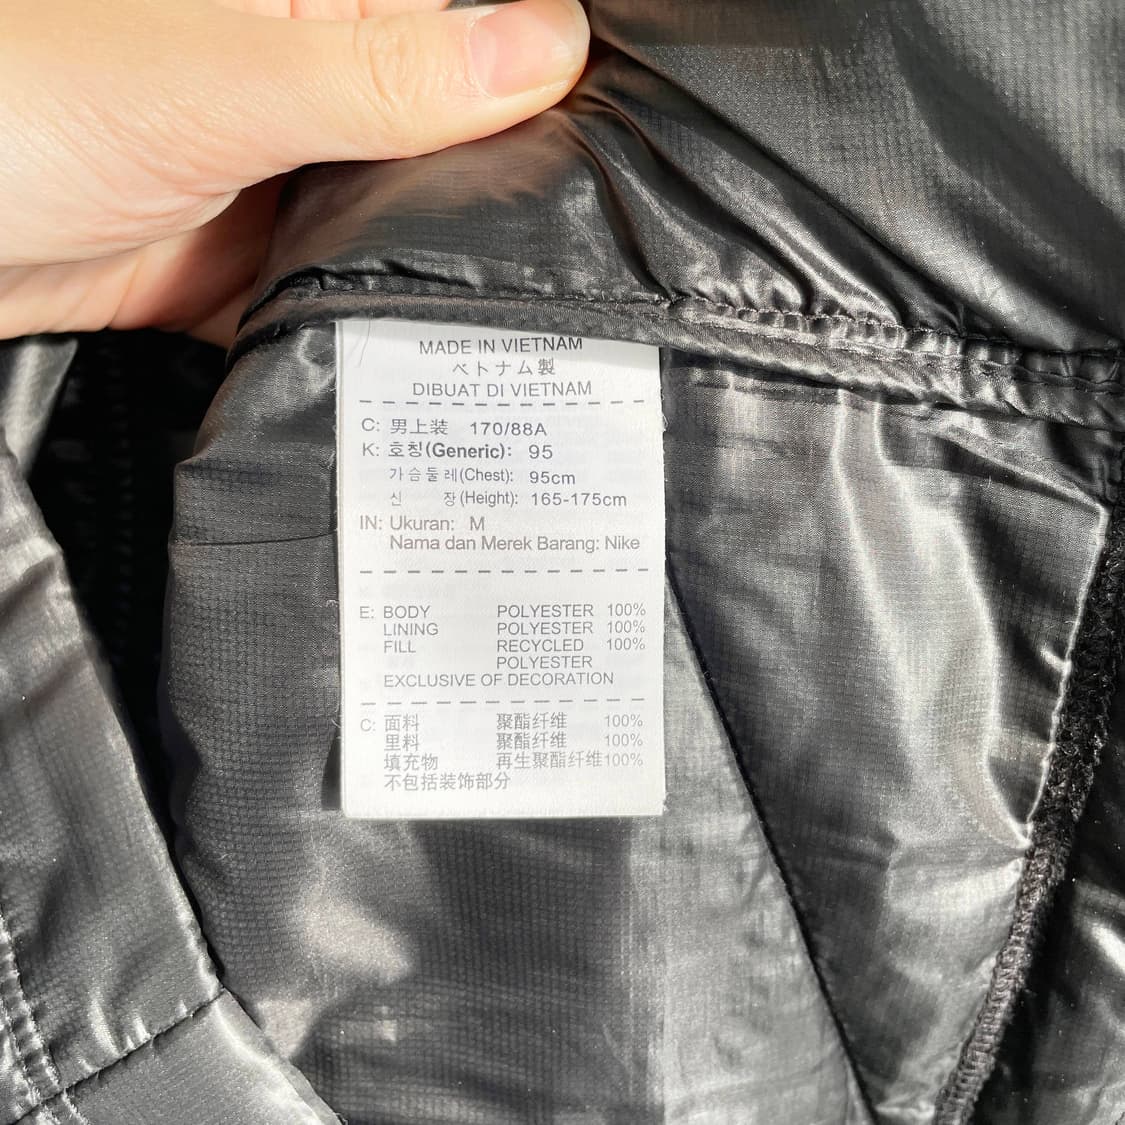 MADE IN VIETNAM
ベトナム製
DIBUAT DI VIETNAM
C: 男上装 170/88A
K: 호칭(Generic): 95
가슴둘레(Chest): 95cm
신 장(Height): 165-175cm
IN: Ukuran: M
Nama dan Merek Barang: Nike
E: BODY POLYESTER 100%
LINING POLYESTER 100%
FILL RECYCLED 100%
POLYESTER
EXCLUSIVE OF DECORATION
C: 面料 聚酯纤维 100%
里料 聚酯纤维 100%
填充物 再生聚酯纤维100%
不包括装饰部分